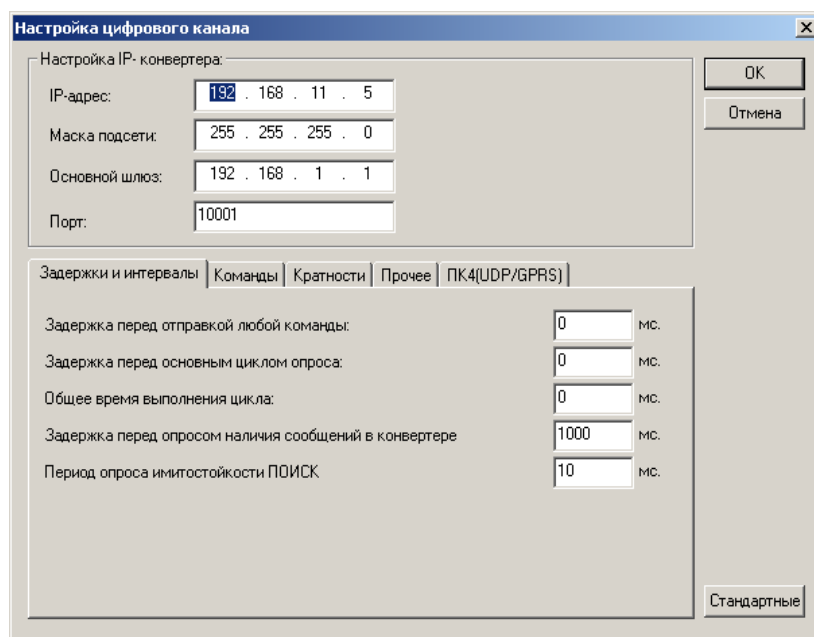 Настройка цифрового канала
Настройка IP- конвертера:
IP-адрес: 192 . 168 . 11 . 5
Маска подсети: 255 . 255 . 255 . 0
Основной шлюз: 192 . 168 . 1 . 1
Порт: 10001
OK
Отмена
Задержки и интервалы Команды Кратности Прочее ПК4(UDP/GPRS)
Задержка перед отправкой любой команды: 0 мс.
Задержка перед основным циклом опроса: 0 мс.
Общее время выполнения цикла: 0 мс.
Задержка перед опросом наличия сообщений в конвертере 1000 мс.
Период опроса имитостойкости ПОИСК 10 мс.
Стандартные